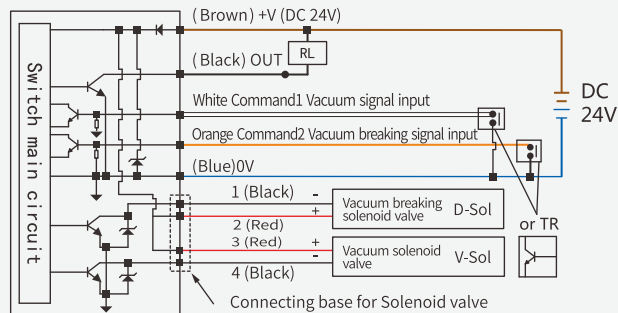 (Brown) +V (DC 24V)
RL
(Black) OUT
Switch main circuit
White Command1 Vacuum signal input
DC
24V
Orange Command2 Vacuum breaking signal input
(Blue)0V
1 (Black)
-
Vacuum breaking
solenoid valve
D-Sol
+
2 (Red)
or TR
3 (Red)
+
Vacuum solenoid
valve
V-Sol
-
4 (Black)
Connecting base for Solenoid valve